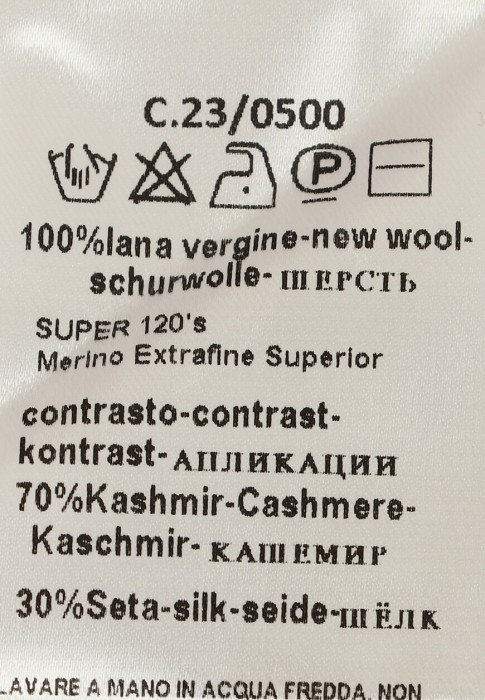 C.23/0500
P
100%lana vergine-new wool-
schurwolle-ШЕРСТЬ
SUPER 120's
Merino Extrafine Superior
contrasto-contrast-
kontrast-АПЛИКАЦИИ
70%Kashmir-Cashmere-
Kaschmir-КАШЕМИР
30%Seta-silk-seide-ШЁЛК
LAVARE A MANO IN ACQUA FREDDA. NON